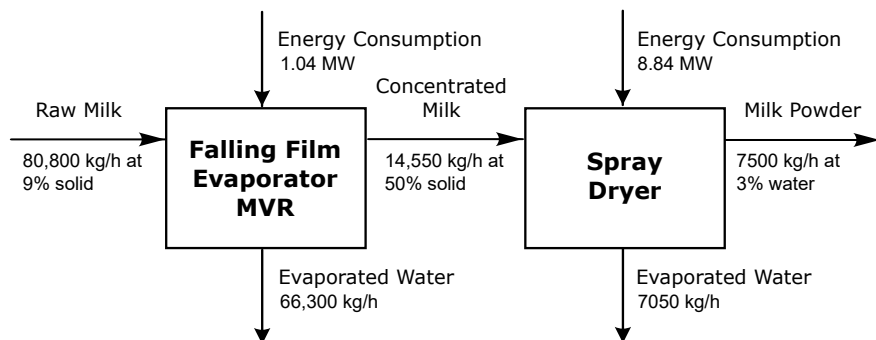 Energy Consumption
1.04 MW
Energy Consumption
8.84 MW
Raw Milk
Concentrated
Milk
Milk Powder
80,800 kg/h at
9% solid
Falling Film
Evaporator
MVR
14,550 kg/h at
50% solid
Spray
Dryer
7500 kg/h at
3% water
Evaporated Water
66,300 kg/h
Evaporated Water
7050 kg/h